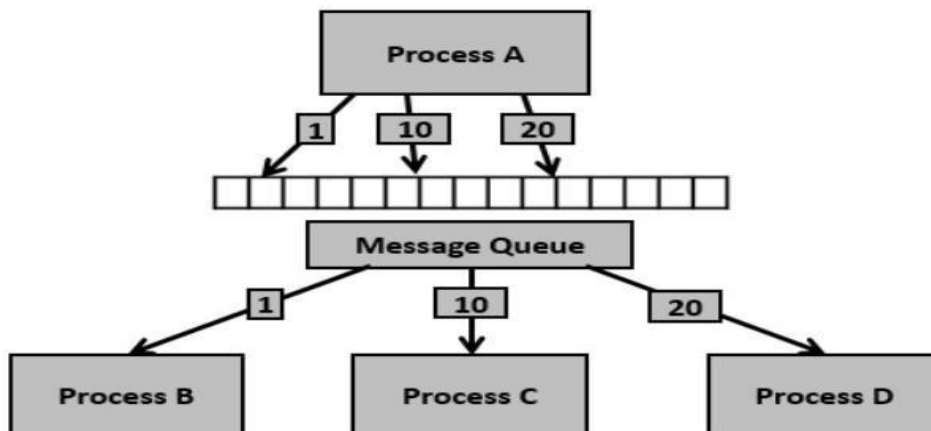 Process A
1 10 20
Message Queue
1 10 20
Process B Process C Process D